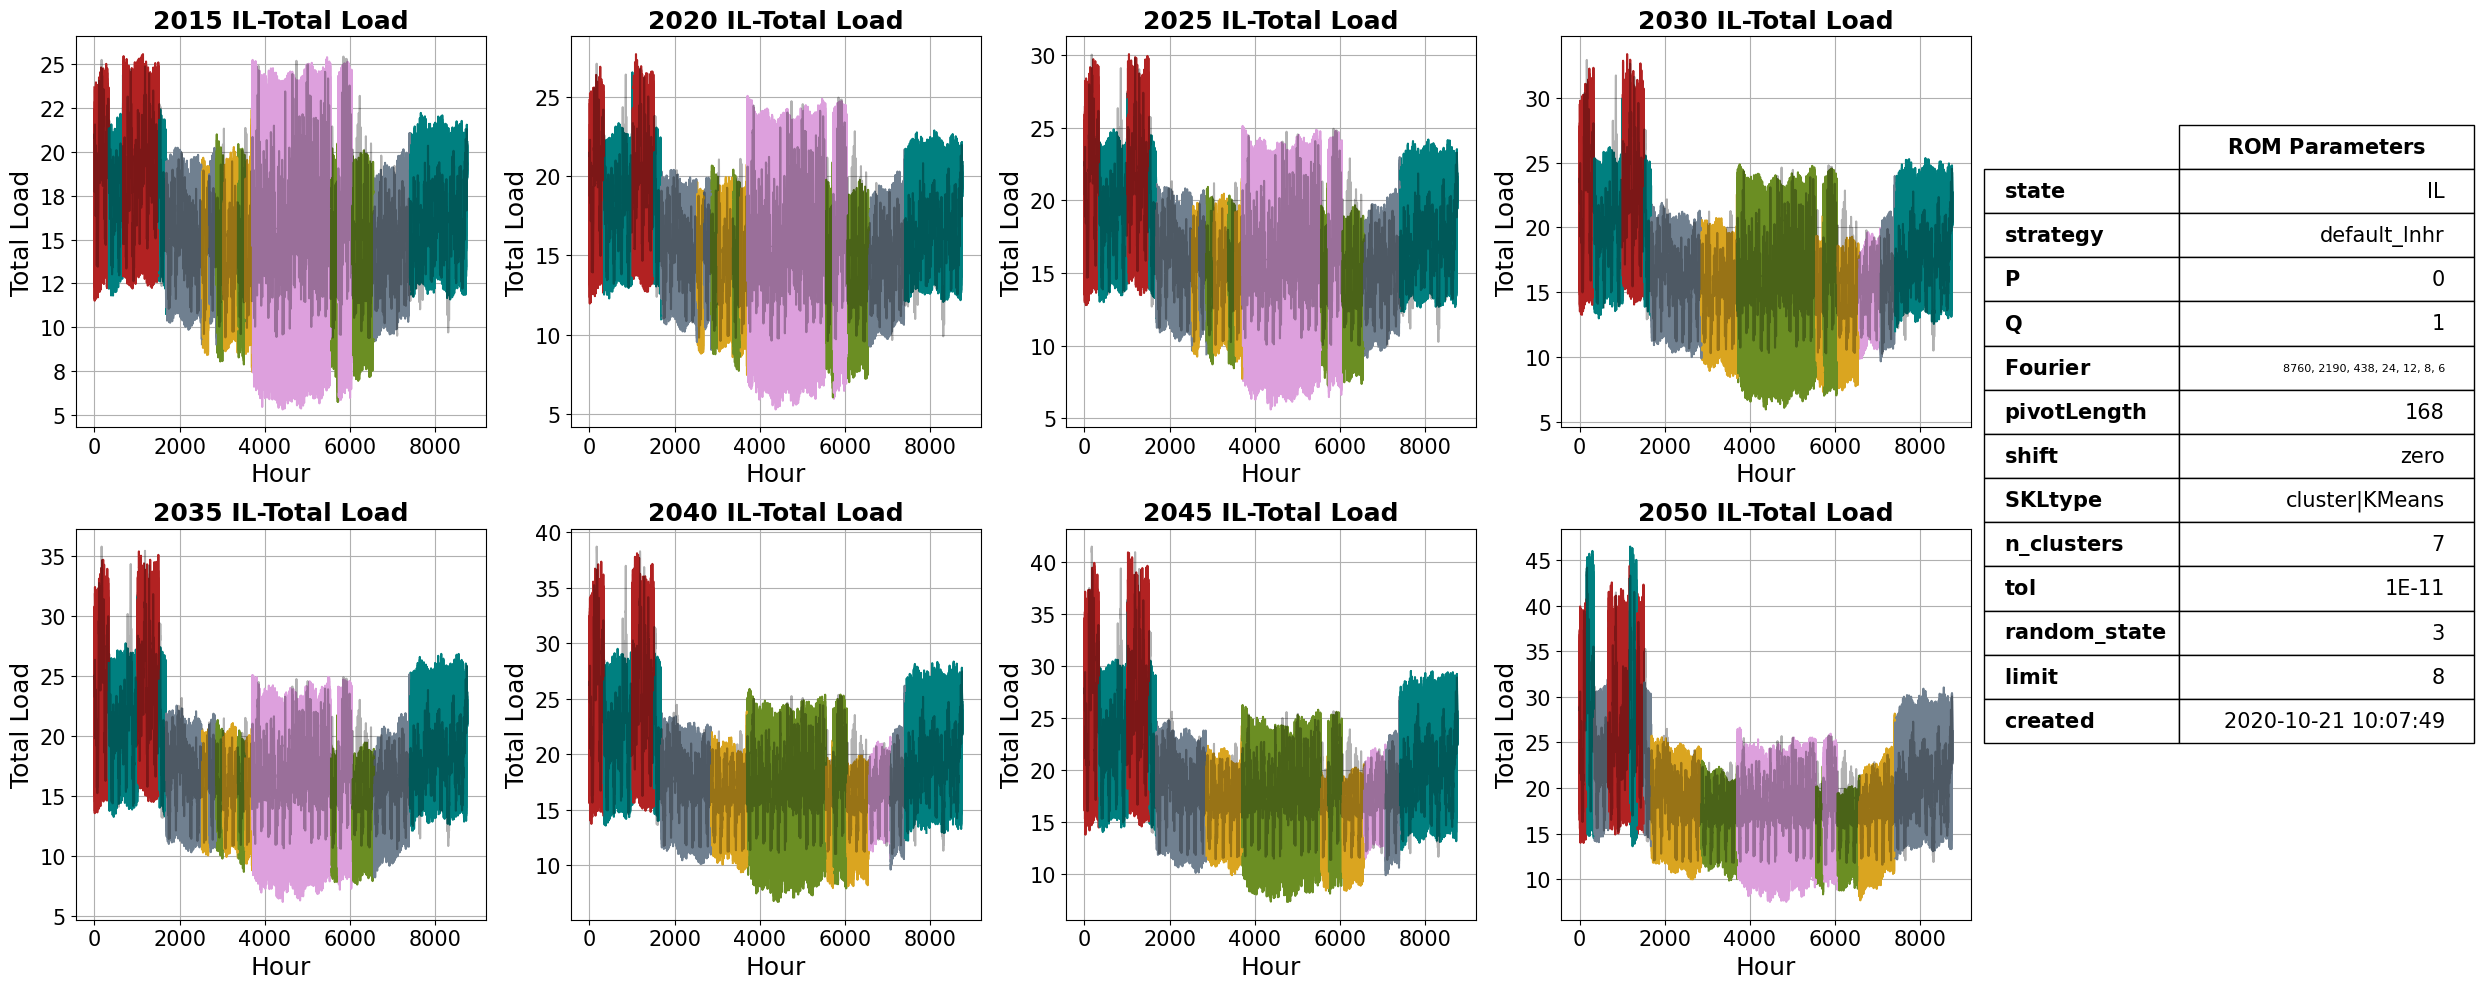 2015 IL-Total Load
25
22
20
18
15
12
10
8
5
Total Load
0 2000 4000 6000 8000
Hour
2020 IL-Total Load
25
20
15
10
5
Total Load
0 2000 4000 6000 8000
Hour
2025 IL-Total Load
30
25
20
15
10
5
Total Load
0 2000 4000 6000 8000
Hour
2030 IL-Total Load
30
25
20
15
10
5
Total Load
0 2000 4000 6000 8000
Hour
2035 IL-Total Load
35
30
25
20
15
10
5
Total Load
0 2000 4000 6000 8000
Hour
2040 IL-Total Load
40
35
30
25
20
15
10
Total Load
0 2000 4000 6000 8000
Hour
2045 IL-Total Load
40
35
30
25
20
15
10
Total Load
0 2000 4000 6000 8000
Hour
2050 IL-Total Load
45
40
35
30
25
20
15
10
Total Load
0 2000 4000 6000 8000
Hour
ROM Parameters
state IL
strategy default_lnhr
P 0
Q 1
Fourier 8760, 2190, 438, 24, 12, 8, 6
pivotLength 168
shift zero
SKLtype cluster|KMeans
n_clusters 7
tol 1E-11
random_state 3
limit 8
created 2020-10-21 10:07:49